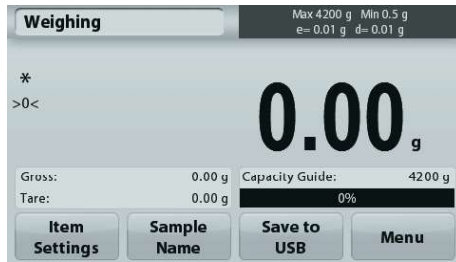 Weighing
Max 4200 g Min 0.5 g
e= 0.01 g d= 0.01 g
*
>0<
0.00 g
Gross: 0.00 g
Tare: 0.00 g
Capacity Guide: 4200 g
0%
Item Settings
Sample Name
Save to USB
Menu